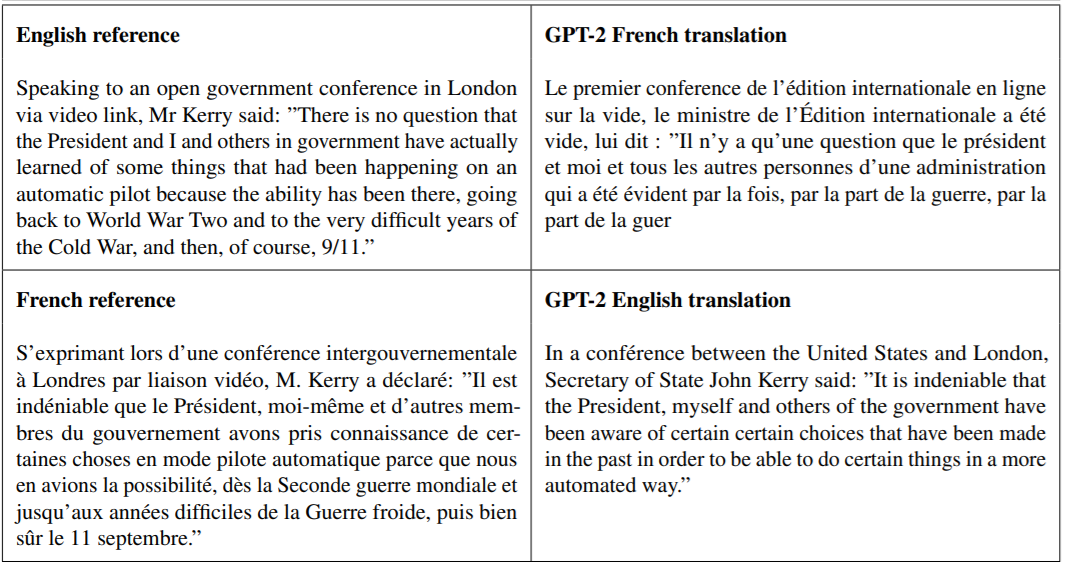 English reference
Speaking to an open government conference in London
via video link, Mr Kerry said: ”There is no question that
the President and I and others in government have actually
learned of some things that had been happening on an
automatic pilot because the ability has been there, going
back to World War Two and to the very difficult years of
the Cold War, and then, of course, 9/11.”
GPT-2 French translation
Le premier conference de l’édition internationale en ligne
sur la vide, le ministre de l’Édition internationale a été
vide, lui dit : ”Il n’y a qu’une question que le président
et moi et tous les autres personnes d’une administration
qui a été évident par la fois, par la part de la guerre, par la
part de la guer
French reference
S’exprimant lors d’une conférence intergouvernementale
à Londres par liaison vidéo, M. Kerry a déclaré: ”Il est
indéniable que le Président, moi-même et d’autres mem-
bres du gouvernement avons pris connaissance de cer-
taines choses en mode pilote automatique parce que nous
en avions la possibilité, dès la Seconde guerre mondiale et
jusqu’aux années difficiles de la Guerre froide, puis bien
sûr le 11 septembre.”
GPT-2 English translation
In a conférence between the United States and London,
Secretary of State John Kerry said: ”It is indeniable that
the President, myself and others of the government have
been aware of certain certain choices that have been made
in the past in order to be able to do certain things in a more
automated way.”